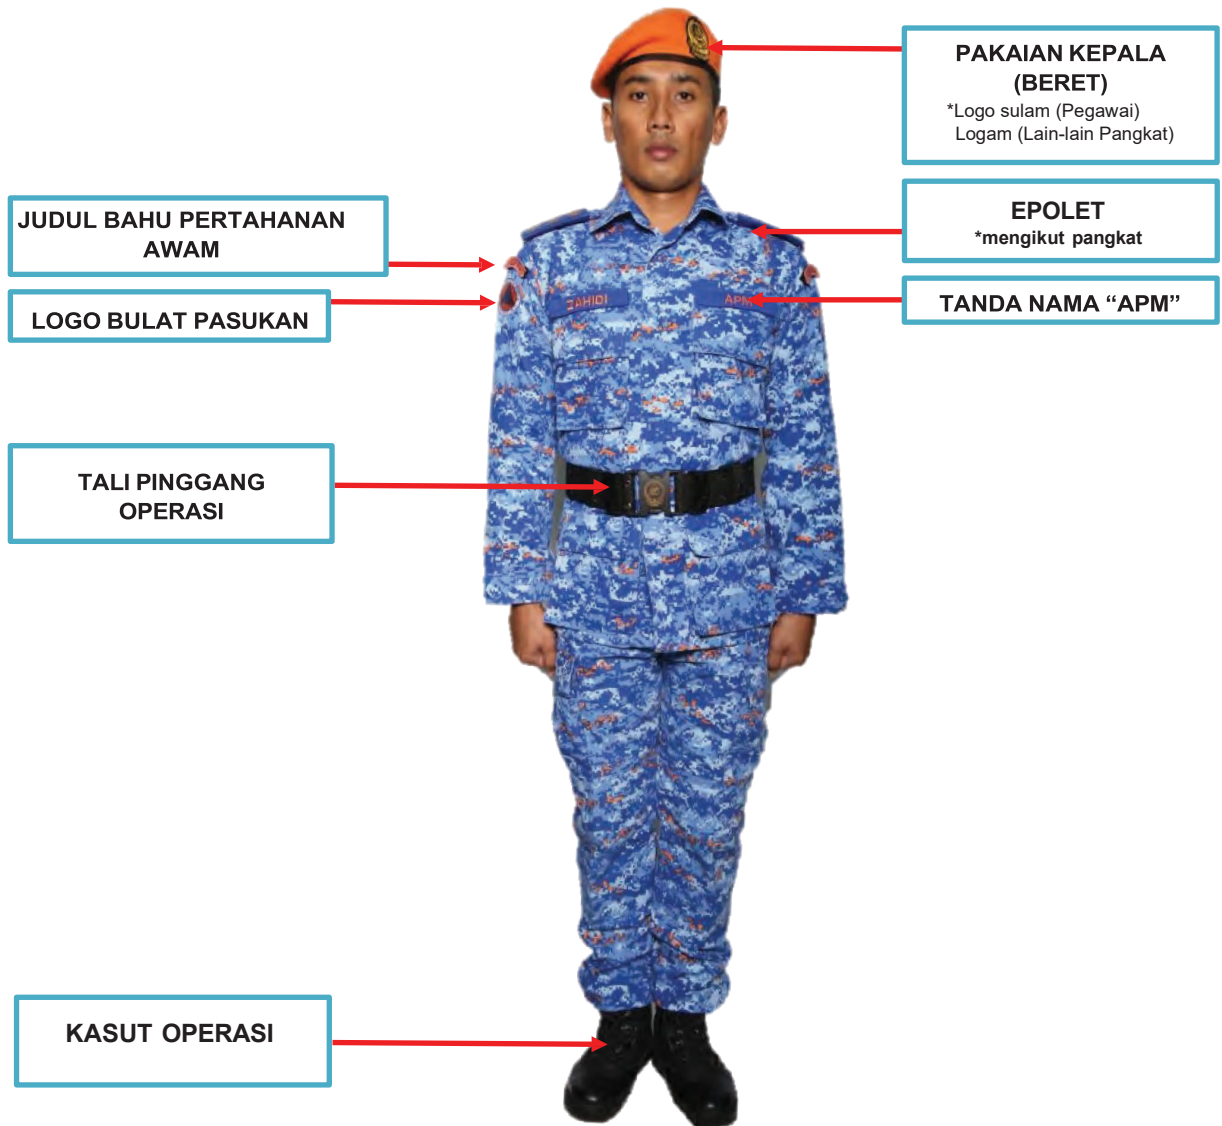 PAKAIAN KEPALA
(BERET)
*Logo sulam (Pegawai)
Logam (Lain-lain Pangkat)
JUDUL BAHU PERTAHANAN
AWAM
EPOLET
*mengikut pangkat
LOGO BULAT PASUKAN
TANDA NAMA “APM”
ZAHIDI
APM
TALI PINGGANG
OPERASI
KASUT OPERASI